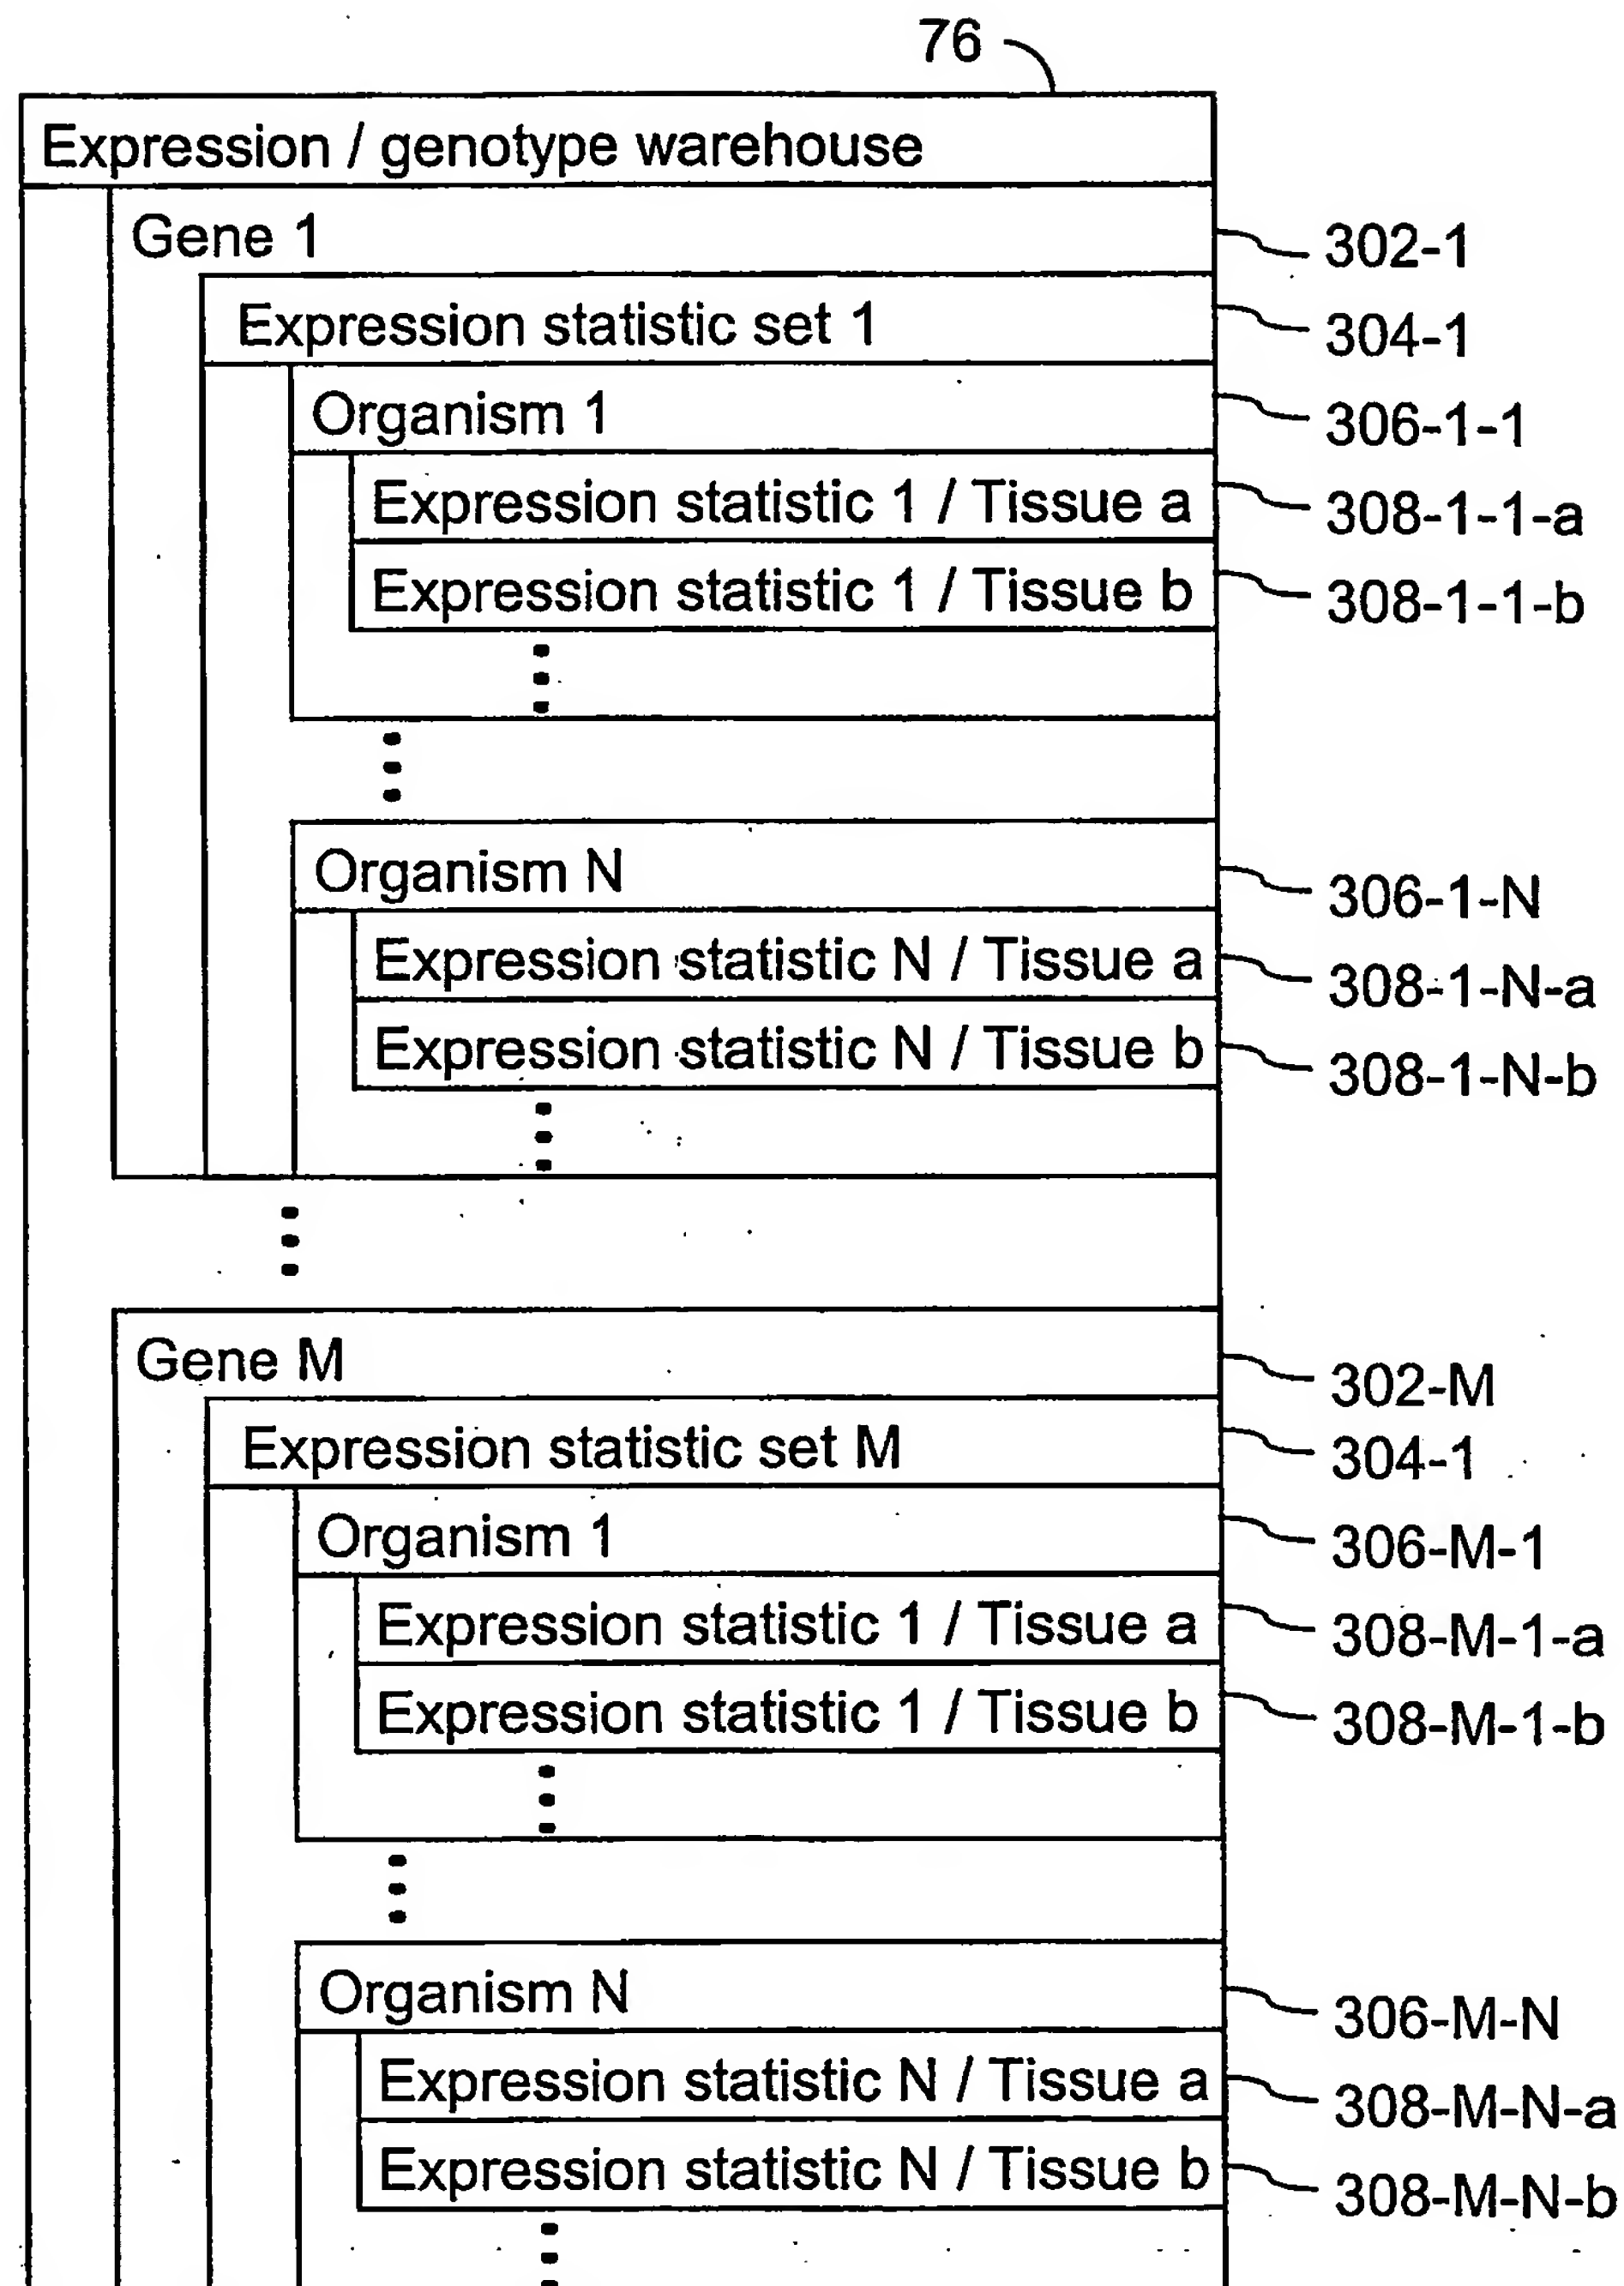 76
Expression / genotype warehouse
Gene 1
302-1
Expression statistic set 1
304-1
Organism 1
306-1-1
Expression statistic 1 / Tissue a
308-1-1-a
Expression statistic 1 / Tissue b
308-1-1-b
Organism N
306-1-N
Expression statistic N / Tissue a
308-1-N-a
Expression statistic N / Tissue b
308-1-N-b
Gene M
302-M
Expression statistic set M
304-1
Organism 1
306-M-1
Expression statistic 1 / Tissue a
308-M-1-a
Expression statistic 1 / Tissue b
308-M-1-b
Organism N
306-M-N
Expression statistic N / Tissue a
308-M-N-a
Expression statistic N / Tissue b
308-M-N-b